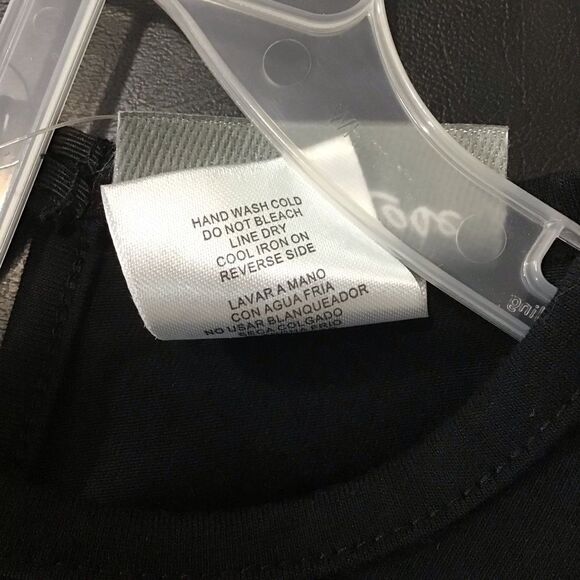 HAND WASH COLD
DO NOT BLEACH
LINE DRY
COOL IRON ON
REVERSE SIDE
LAVAR A MANO
CON AGUA FRIA
NO USAR BLANQUEADOR
SECA COLGADO